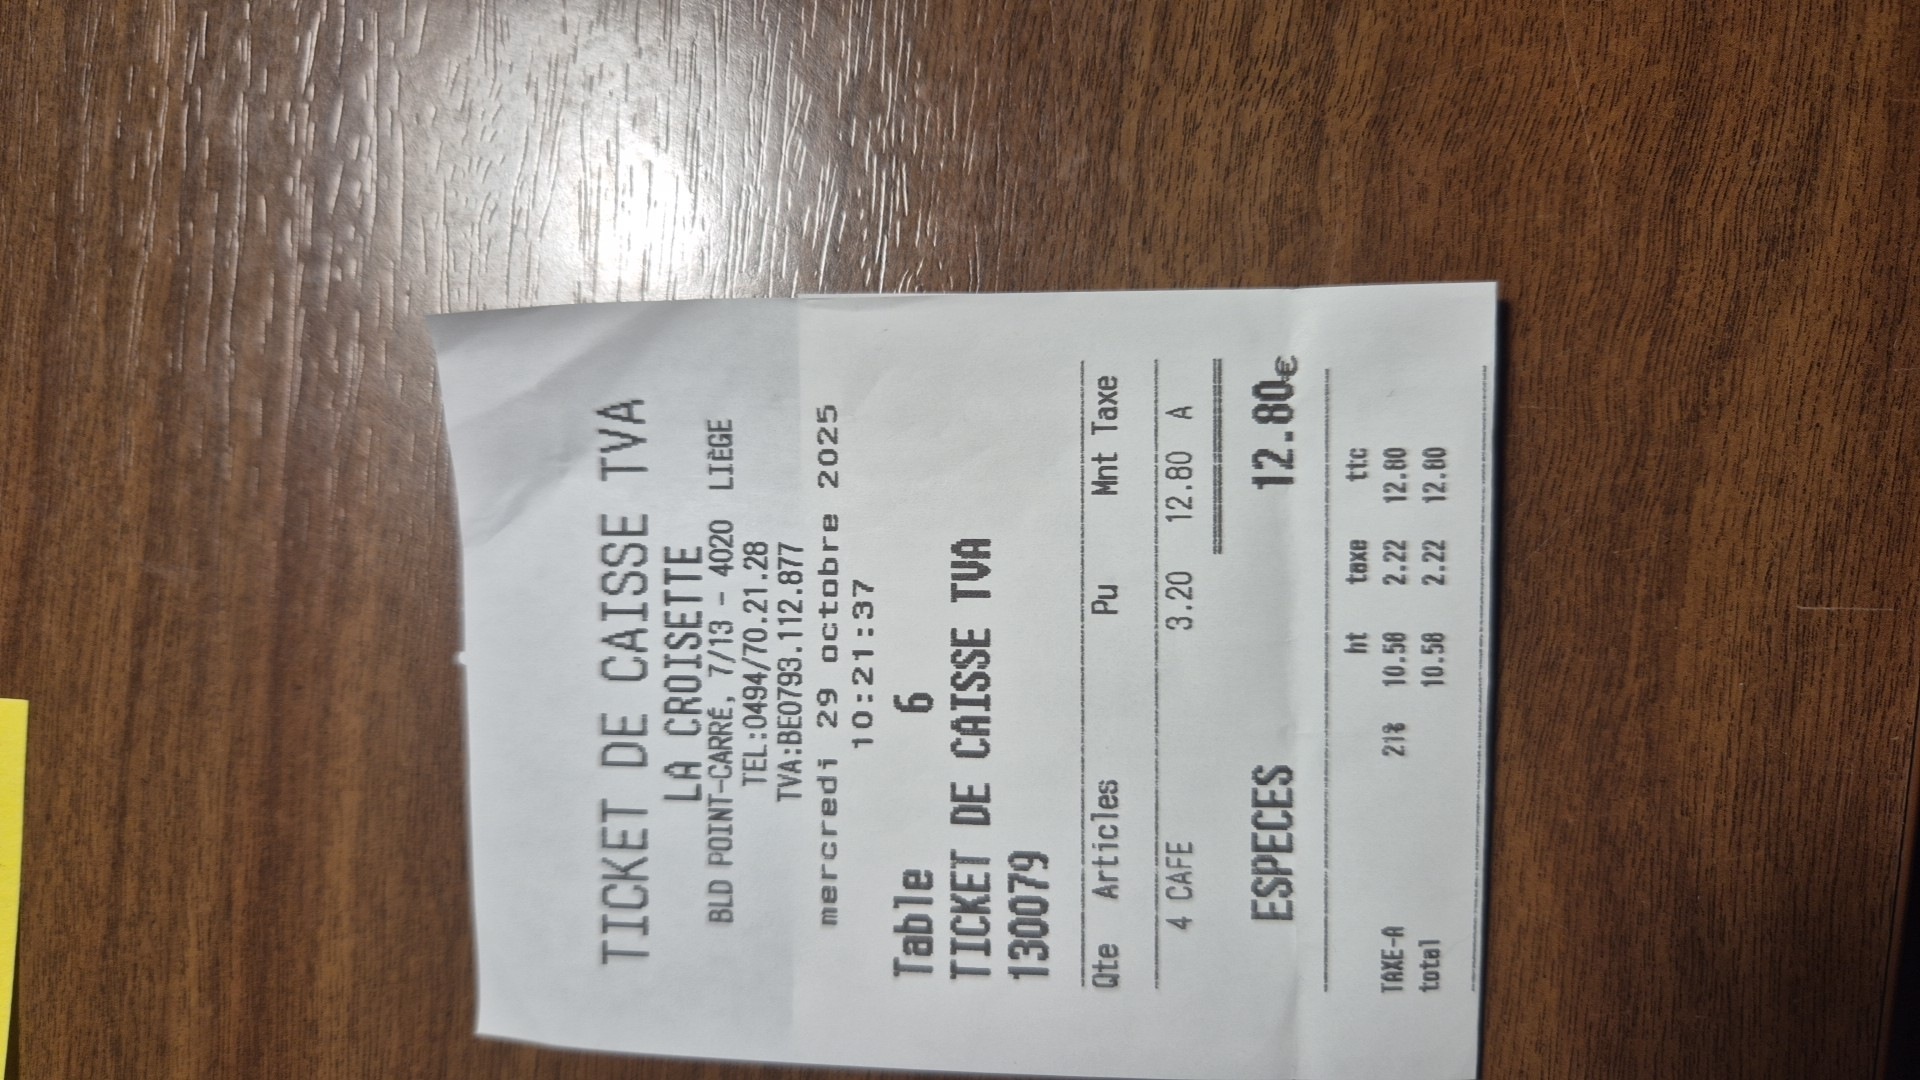 TICKET DE CAISSE TVA
LA CROISETTE
BLD POINT-CARRÉ, 7/13 - 4020 LIEGE
TEL:0494/70.21.28
TVA:BE0793.112.877
mercredi 29 octobre 2025
10:21:37
Table 6
TICKET DE CAISSE TVA
130079
Qte Articles Pu Mnt Taxe
4 CAFE 3.20 12.80 A
ESPECES 12.80€
ht taxe ttc
TAXE-A 21% 10.58 2.22 12.80
total 10.58 2.22 12.80